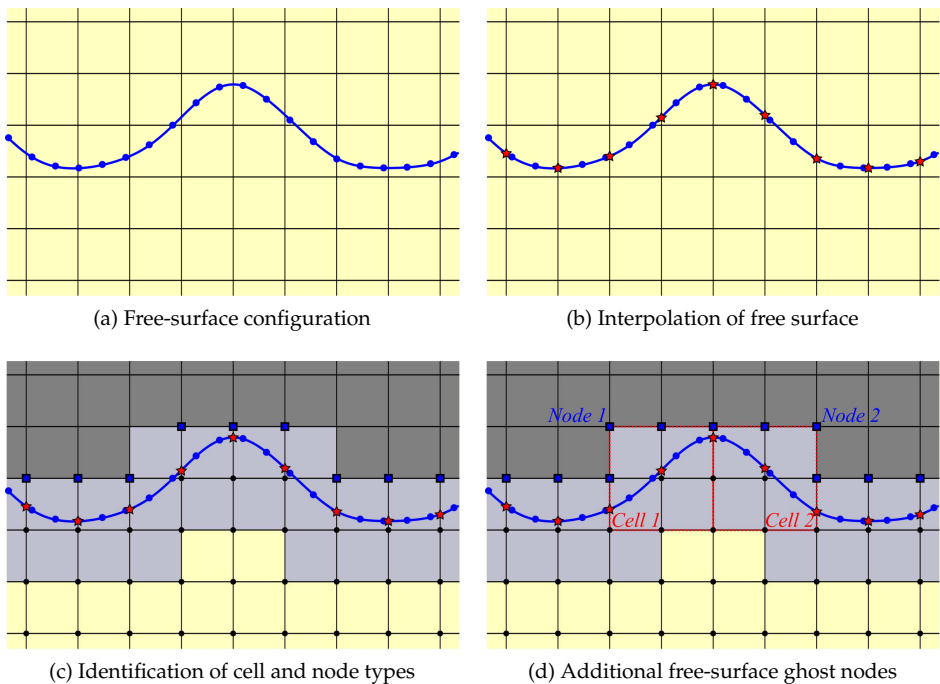 (a) Free-surface configuration
(b) Interpolation of free surface
Node 1
Node 2
Cell 1
Cell 2
(c) Identification of cell and node types
(d) Additional free-surface ghost nodes